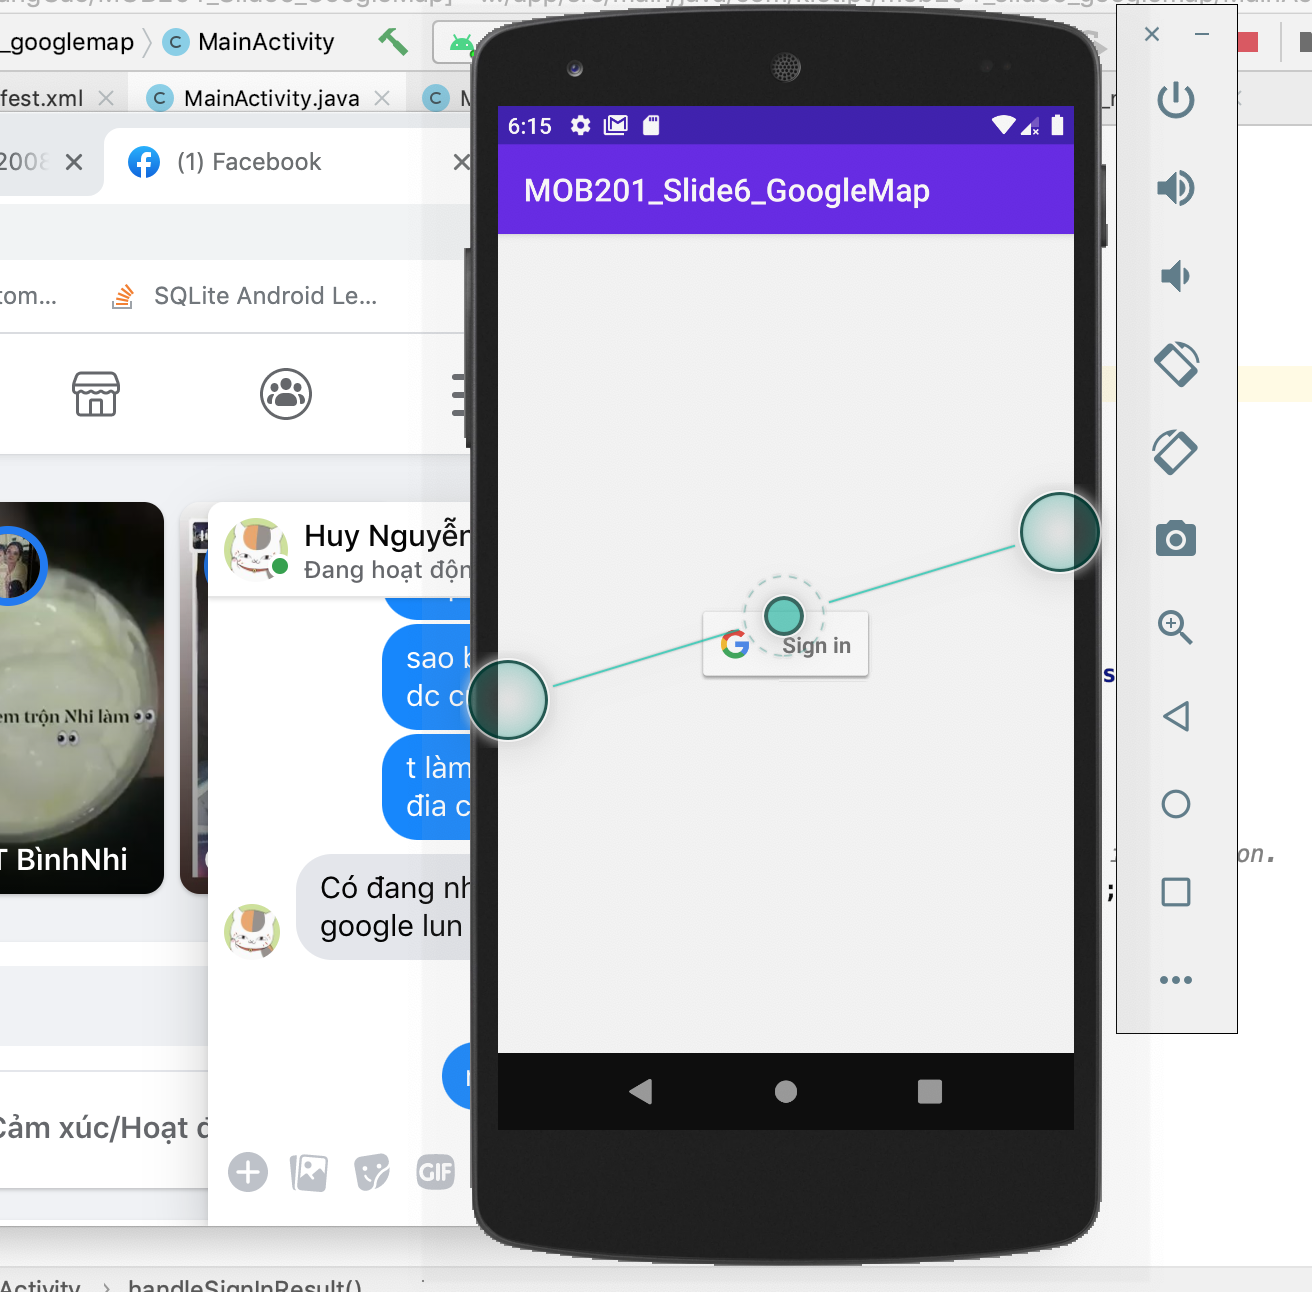 _googlemap
MainActivity
fest.xml
MainActivity.java
2008
(1) Facebook
tom...
SQLite Android Le...
Huy Nguyễn
Đang hoạt độn
sao b
dc c
t làm
đia c
Có đang nh
google lun
em trộn Nhi làm 👀
👀
T BìnhNhi
Cảm xúc/Hoạt đ
GIF
Activity
handleSignInResult()
6:15
MOB201_Slide6_GoogleMap
Sign in
s
on.
;